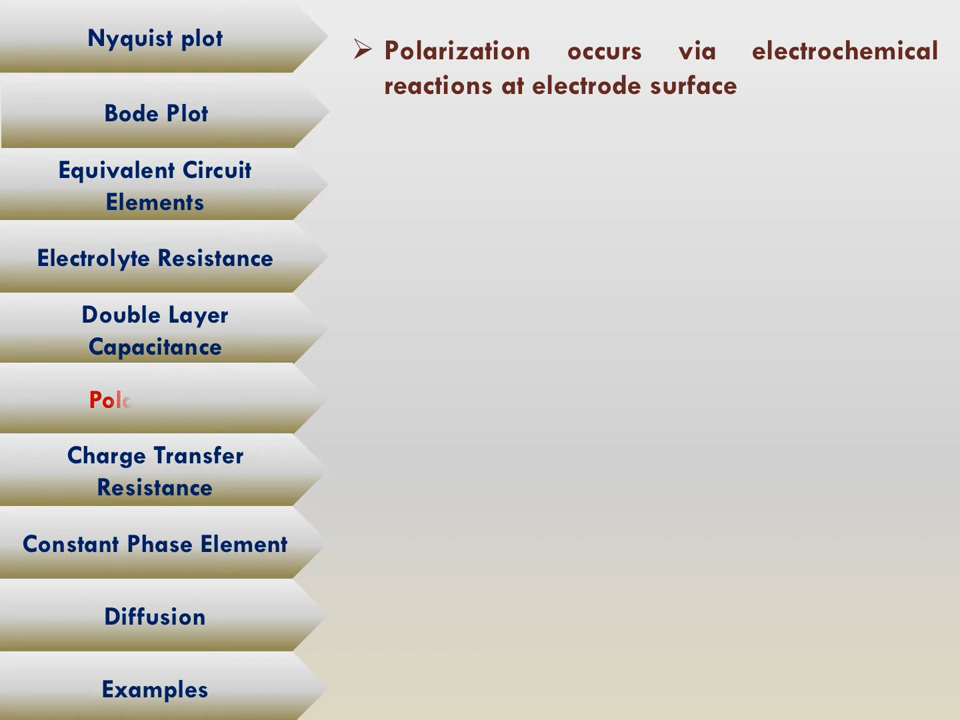 Nyquist plot
Bode Plot
Equivalent Circuit
Elements
Electrolyte Resistance
Double Layer
Capacitance
Pola
Charge Transfer
Resistance
Constant Phase Element
Diffusion
Examples
➢ Polarization occurs via electrochemical
reactions at electrode surface